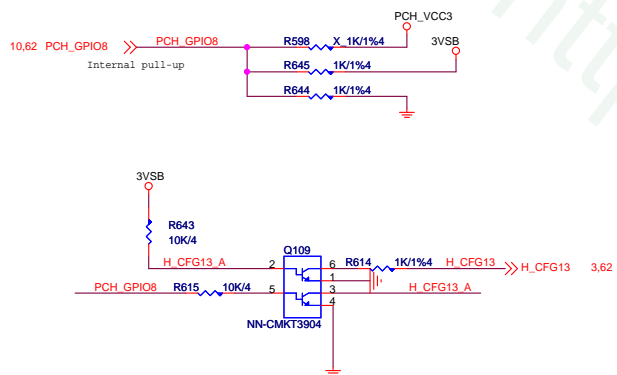 PCH_VCC3
10,62 PCH_GPIO8 PCH_GPIO8 R598 X_1K/1%4 3VSB
Internal pull-up
R645 1K/1%4
R644 1K/1%4
3VSB
R643
10K/4
Q109
H_CFG13_A 2 6 R614 1K/1%4 H_CFG13 H_CFG13 3,62
1
PCH_GPIO8 R615 10K/4 5 3 H_CFG13_A
4
NN-CMKT3904
http